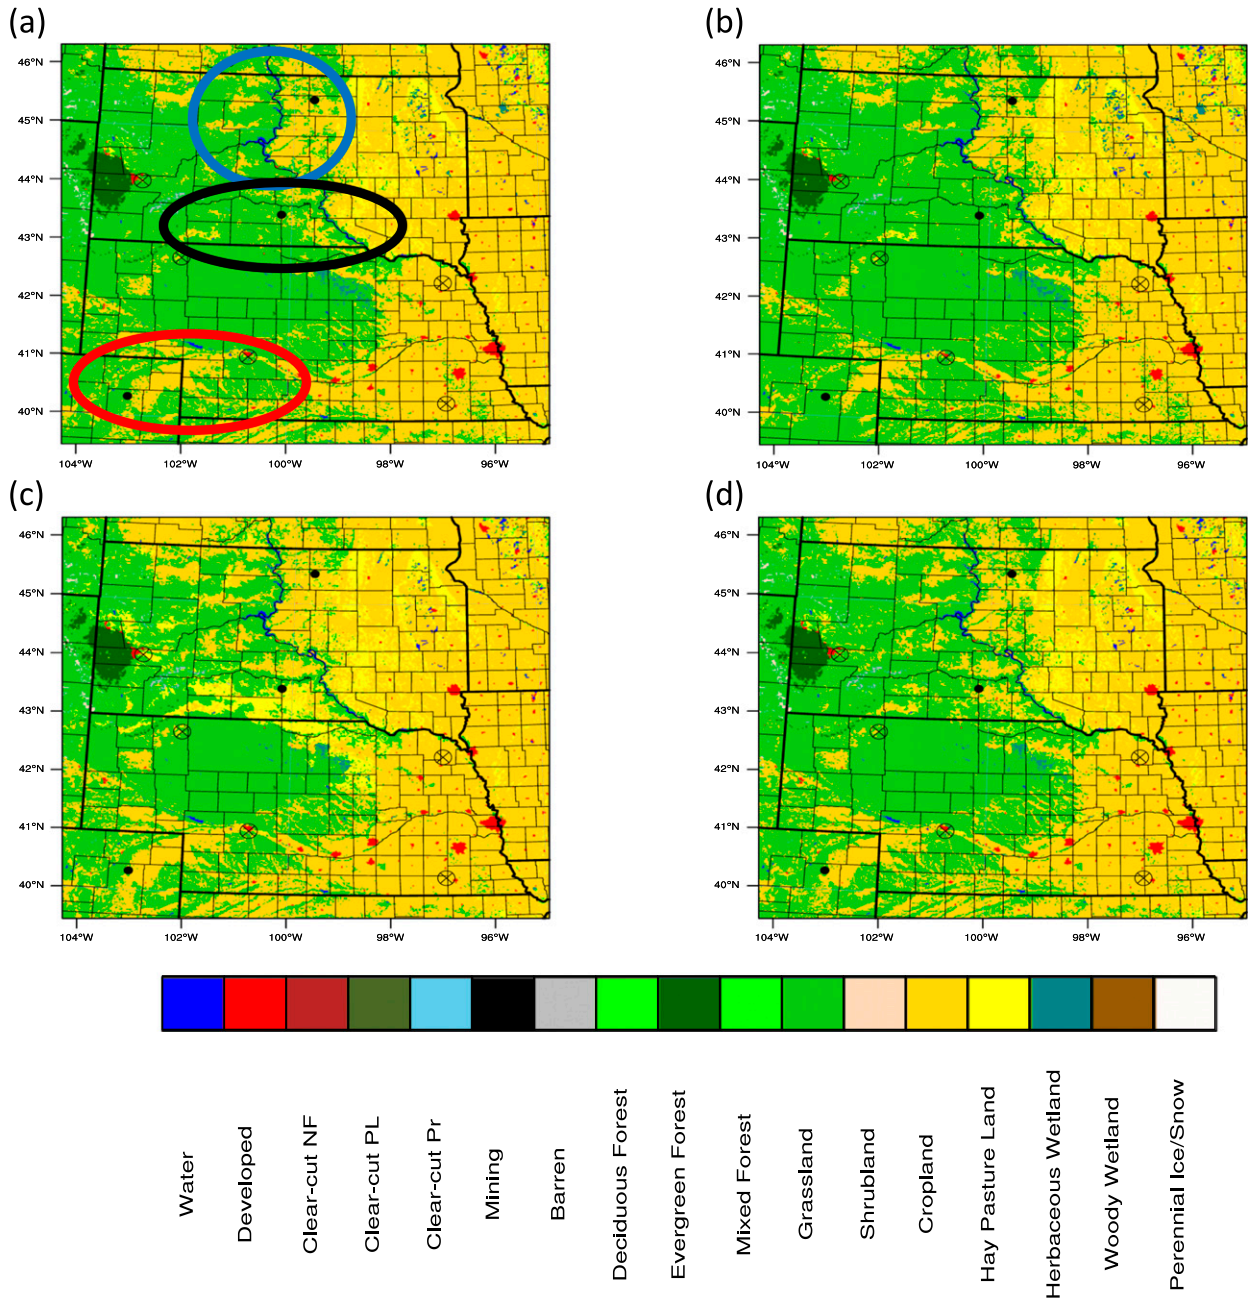 (a)
(b)
46°N
45°N
44°N
43°N
42°N
41°N
40°N
104°W 102°W 100°W 98°W 96°W
46°N
45°N
44°N
43°N
42°N
41°N
40°N
104°W 102°W 100°W 98°W 96°W
(c)
(d)
46°N
45°N
44°N
43°N
42°N
41°N
40°N
104°W 102°W 100°W 98°W 96°W
46°N
45°N
44°N
43°N
42°N
41°N
40°N
104°W 102°W 100°W 98°W 96°W
Water
Developed
Clear-cut NF
Clear-cut PL
Clear-cut Pr
Mining
Barren
Deciduous Forest
Evergreen Forest
Mixed Forest
Grassland
Shrubland
Cropland
Hay Pasture Land
Herbaceous Wetland
Woody Wetland
Perennial Ice/Snow